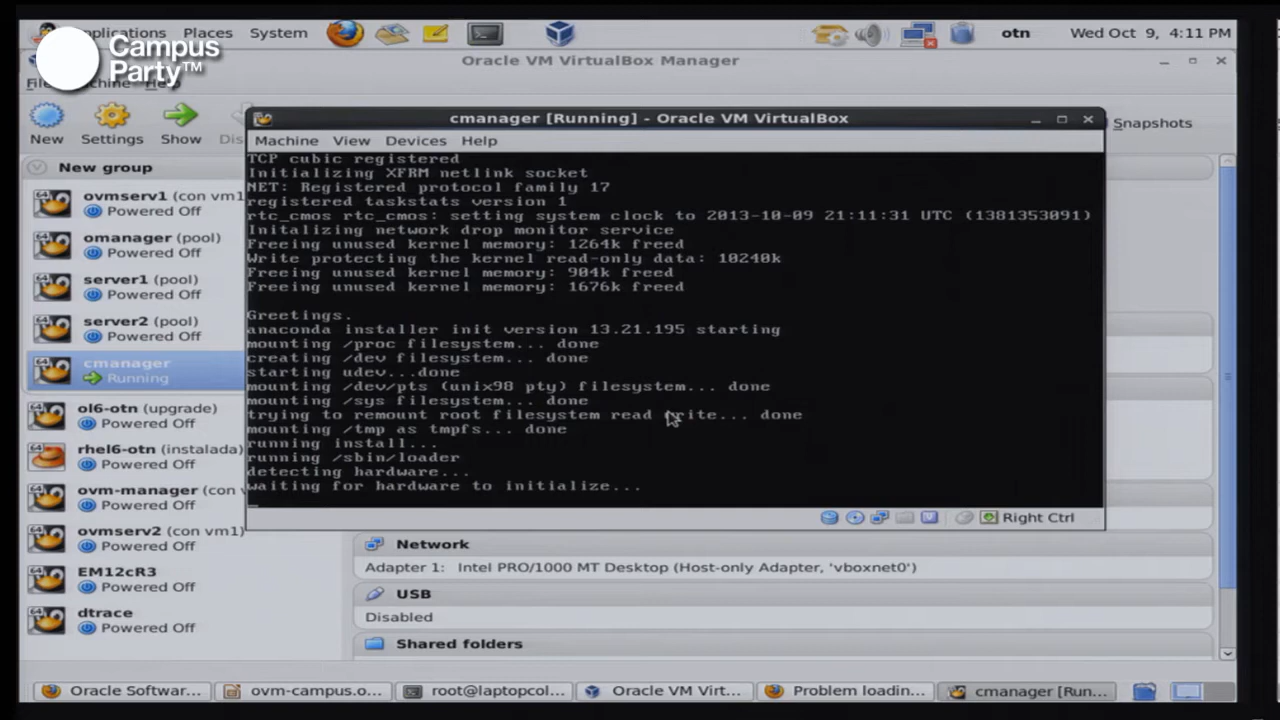 Campus
Party™
Applications Places System
otn Wed Oct 9, 4:11 PM
Oracle VM VirtualBox Manager
File Machine Help
New Settings Show
Snapshots
New group
ovmserv1 (con vm1
Powered Off
omanager (pool)
Powered Off
server1 (pool)
Powered Off
server2 (pool)
Powered Off
cmanager
Running
ol6-otn (upgrade)
Powered Off
rhel6-otn (instalada)
Powered Off
ovm-manager (con v
Powered Off
ovmserv2 (con vm1)
Powered Off
EM12cR3
Powered Off
dtrace
Powered Off
cmanager [Running] - Oracle VM VirtualBox
Machine View Devices Help
TCP cubic registered
Initializing XFRM netlink socket
NET: Registered protocol family 17
registered taskstats version 1
rtc_cmos rtc_cmos: setting system clock to 2013-10-09 21:11:31 UTC (1381353091)
Initalizing network drop monitor service
Freeing unused kernel memory: 1264k freed
Write protecting the kernel read-only data: 10240k
Freeing unused kernel memory: 904k freed
Freeing unused kernel memory: 1676k freed
Greetings.
anaconda installer init version 13.21.195 starting
mounting /proc filesystem... done
creating /dev filesystem... done
starting udev...done
mounting /dev/pts (unix98 pty) filesystem... done
mounting /sys filesystem... done
trying to remount root filesystem read write... done
mounting /tmp as tmpfs... done
running install...
running /sbin/loader
detecting hardware...
waiting for hardware to initialize...
Right Ctrl
Network
Adapter 1: Intel PRO/1000 MT Desktop (Host-only Adapter, 'vboxnet0')
USB
Disabled
Shared folders
Oracle Softwar... ovm-campus.o... root@laptopcol... Oracle VM Virt... Problem loadin... cmanager [Run...